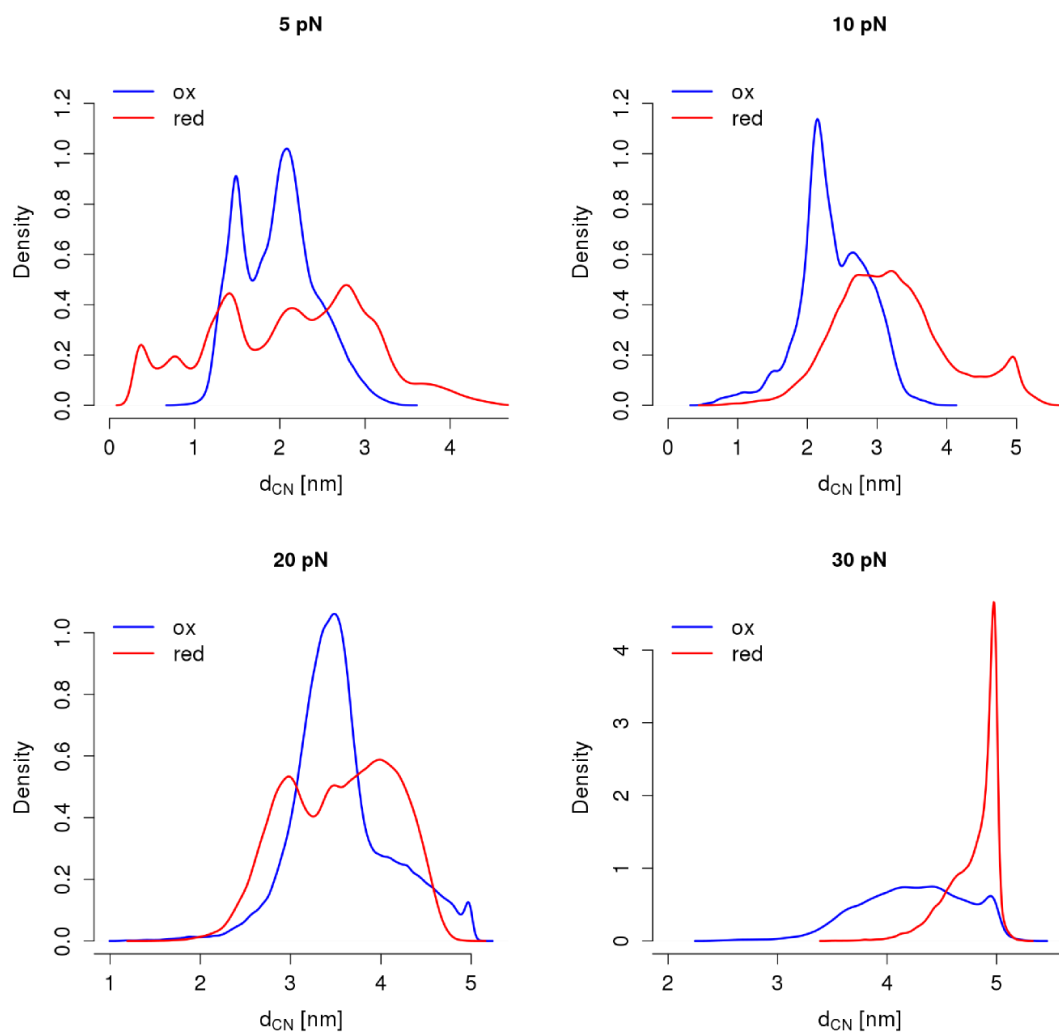 5 pN
ox
red
Density
0.0 0.2 0.4 0.6 0.8 1.0 1.2
0 1 2 3 4
dCN [nm]
10 pN
ox
red
Density
0.0 0.2 0.4 0.6 0.8 1.0 1.2
0 1 2 3 4 5
dCN [nm]
20 pN
ox
red
Density
0.0 0.2 0.4 0.6 0.8 1.0
1 2 3 4 5
dCN [nm]
30 pN
ox
red
Density
0 1 2 3 4
2 3 4 5
dCN [nm]